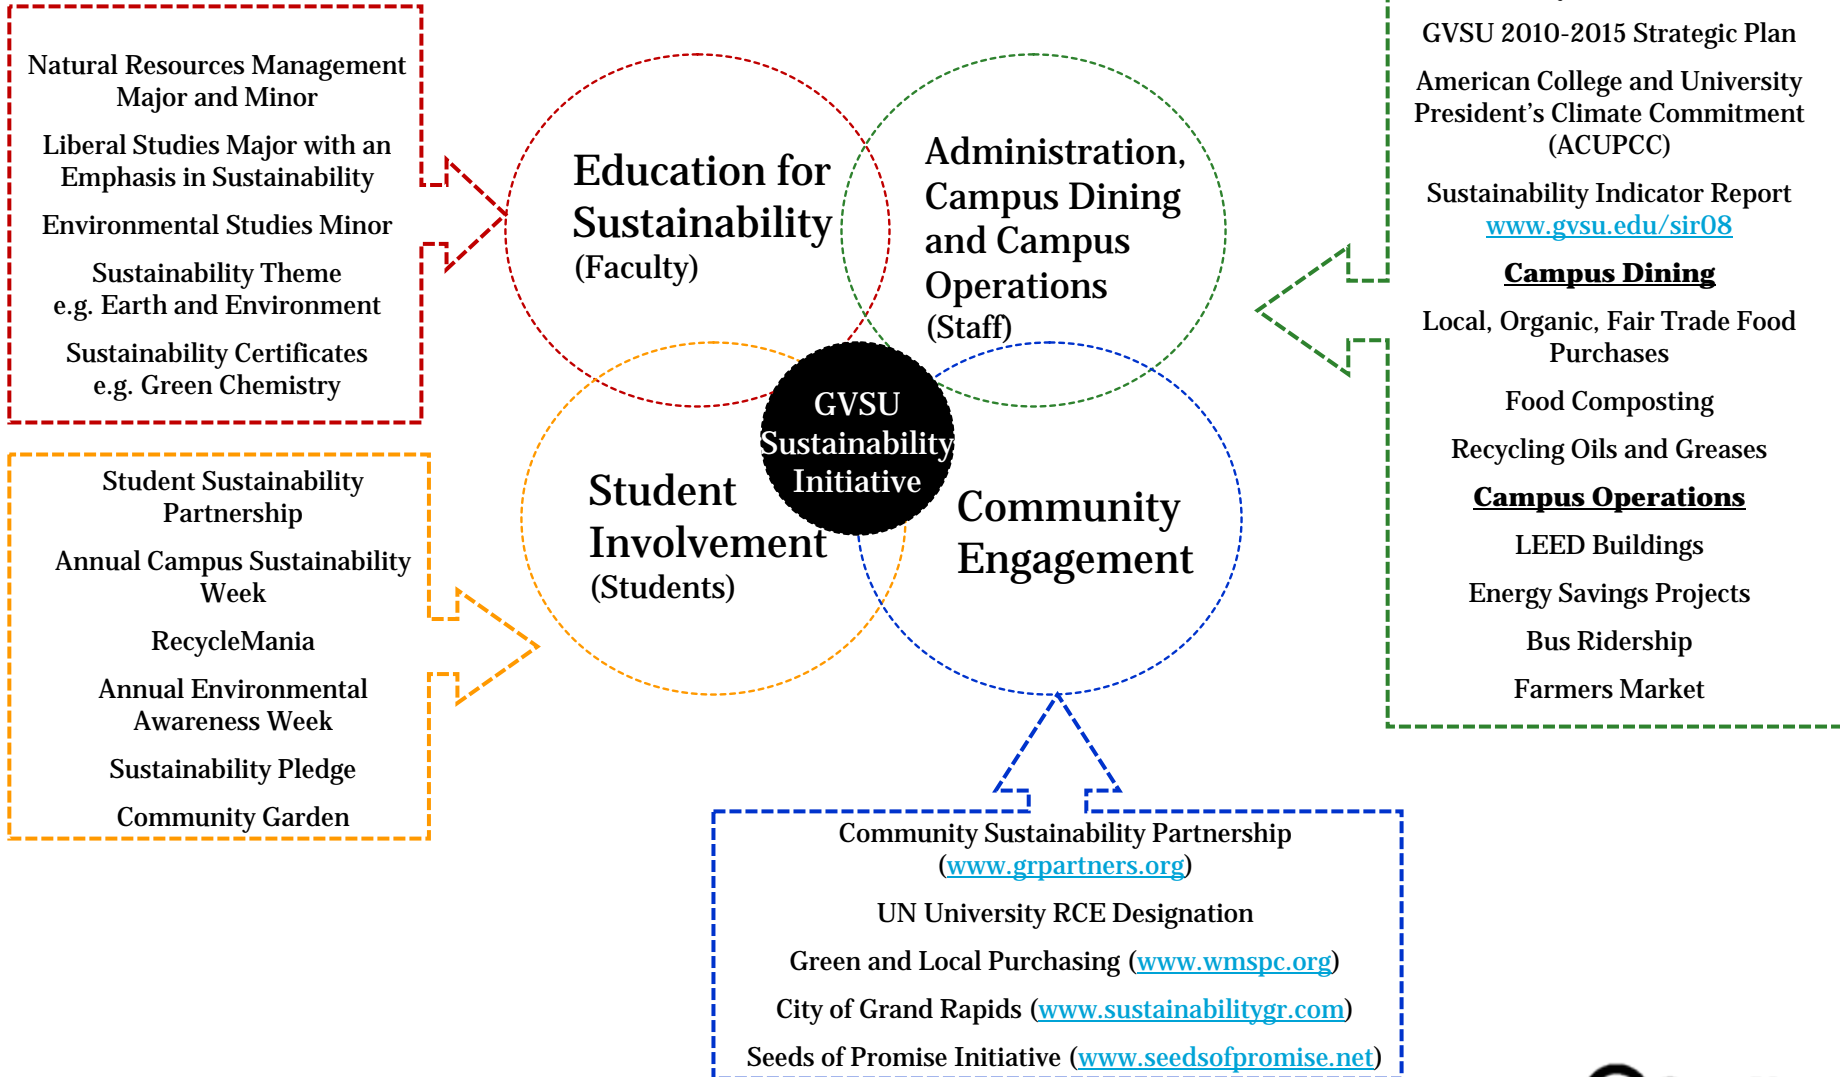 Natural Resources Management
Major and Minor
Liberal Studies Major with an
Emphasis in Sustainability
Environmental Studies Minor
Sustainability Theme
e.g. Earth and Environment
Sustainability Certificates
e.g. Green Chemistry
Education for
Sustainability
(Faculty)
Administration,
Campus Dining
and Campus
Operations
(Staff)
GVSU
Sustainability
Initiative
Student
Involvement
(Students)
Community
Engagement
GVSU 2010-2015 Strategic Plan
American College and University
President's Climate Commitment
(ACUPCC)
Sustainability Indicator Report
www.gvsu.edu/sir08
Campus Dining
Local, Organic, Fair Trade Food
Purchases
Food Composting
Recycling Oils and Greases
Campus Operations
LEED Buildings
Energy Savings Projects
Bus Ridership
Farmers Market
Student Sustainability
Partnership
Annual Campus Sustainability
Week
RecycleMania
Annual Environmental
Awareness Week
Sustainability Pledge
Community Garden
Community Sustainability Partnership
(www.grpartners.org)
UN University RCE Designation
Green and Local Purchasing (www.wmspc.org)
City of Grand Rapids (www.sustainabilitygr.com)
Seeds of Promise Initiative (www.seedsofpromise.net)